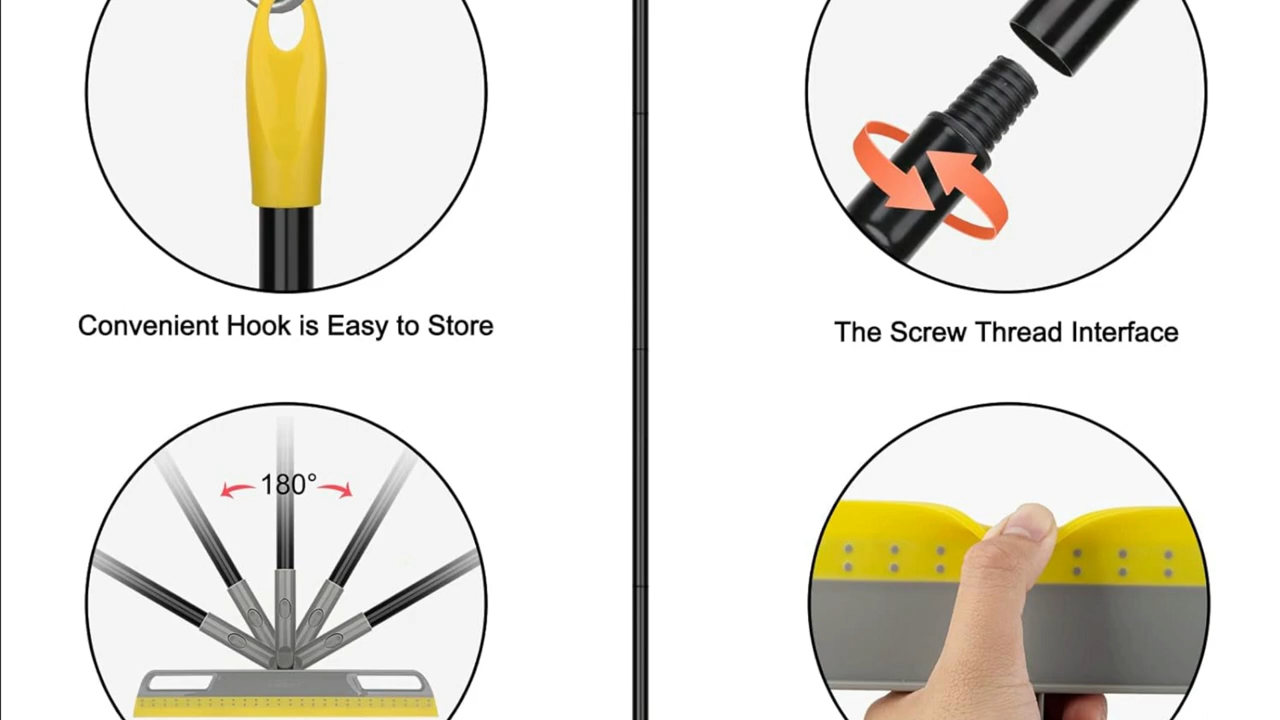 Convenient Hook is Easy to Store
The Screw Thread Interface
180°